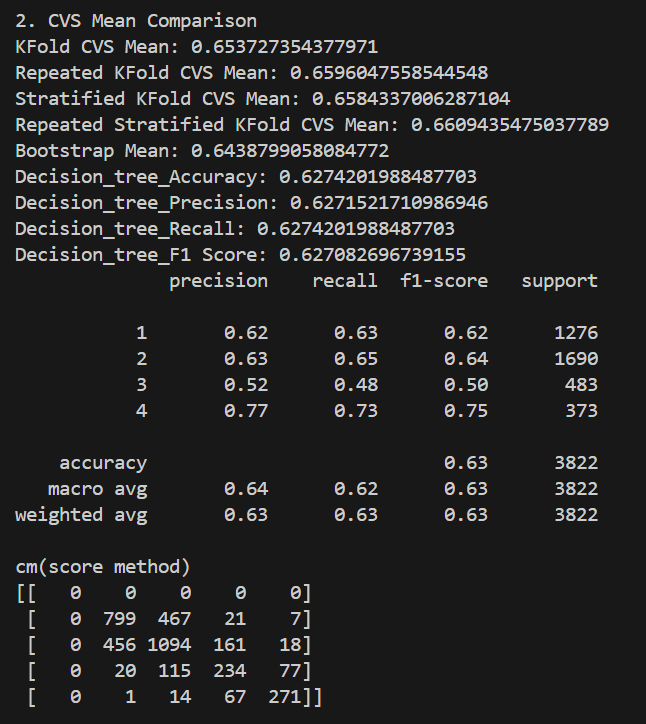 2. CVS Mean Comparison
KFold CVS Mean: 0.653727354377971
Repeated KFold CVS Mean: 0.6596047558544548
Stratified KFold CVS Mean: 0.6584337006287104
Repeated Stratified KFold CVS Mean: 0.6609435475037789
Bootstrap Mean: 0.6438799058084772
Decision_tree_Accuracy: 0.6274201988487703
Decision_tree_Precision: 0.6271521710986946
Decision_tree_Recall: 0.6274201988487703
Decision_tree_F1 Score: 0.627082696739155
precision recall f1-score support
1 0.62 0.63 0.62 1276
2 0.63 0.65 0.64 1690
3 0.52 0.48 0.50 483
4 0.77 0.73 0.75 373
accuracy 0.63 3822
macro avg 0.64 0.62 0.63 3822
weighted avg 0.63 0.63 0.63 3822
cm(score method)
[[ 0 0 0 0 0]
[ 0 799 467 21 7]
[ 0 456 1094 161 18]
[ 0 20 115 234 77]
[ 0 1 14 67 271]]